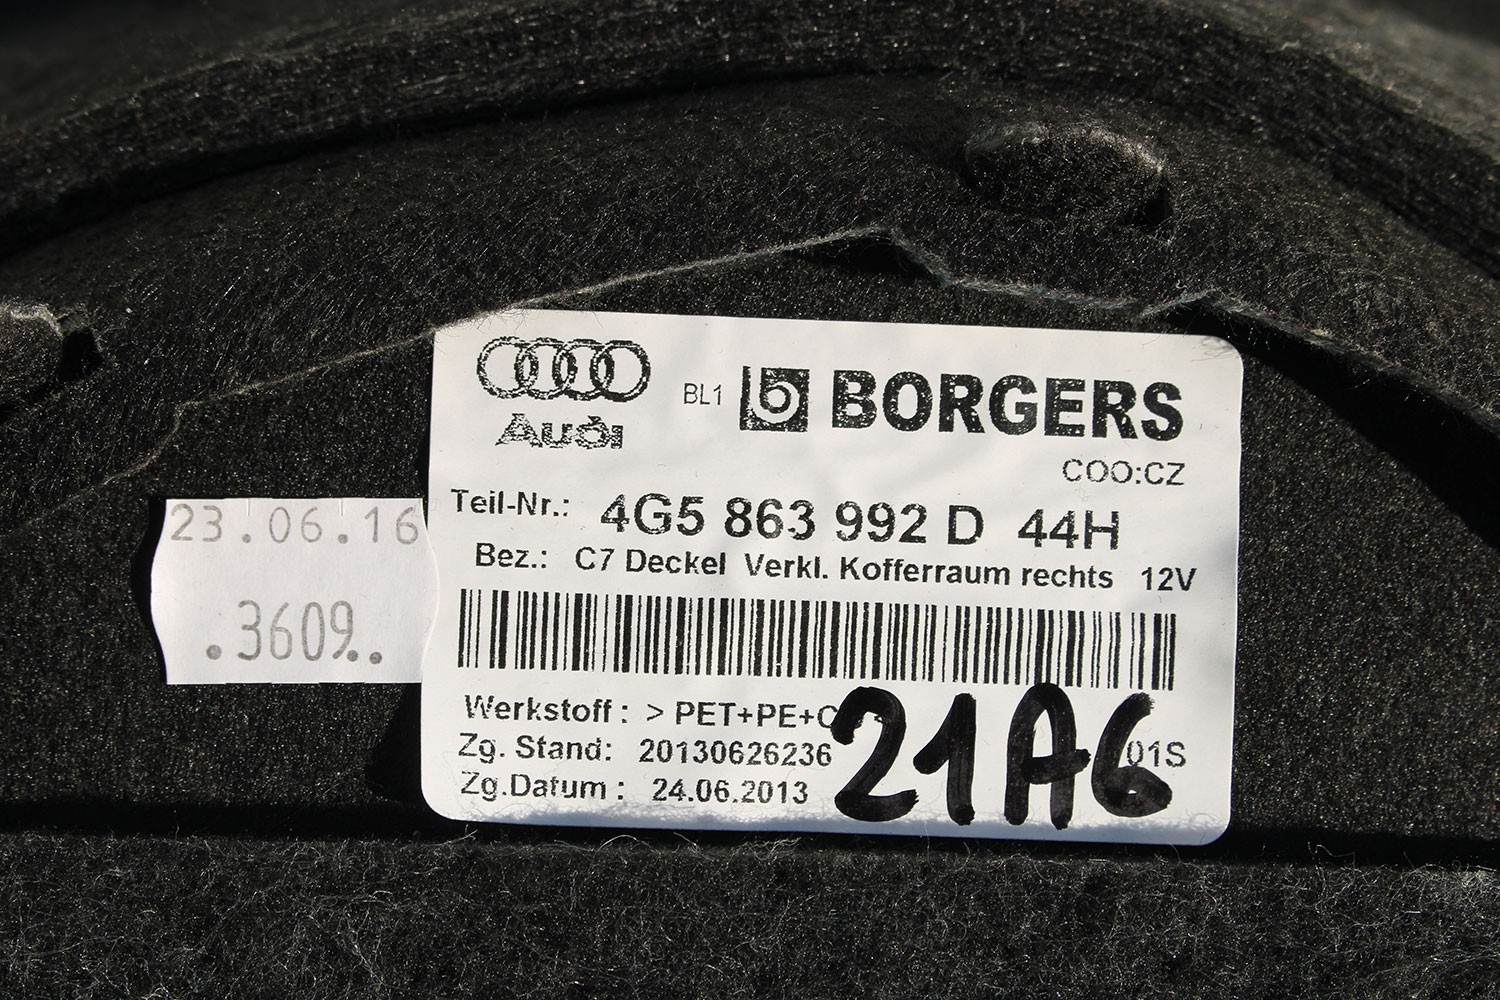 Audi
BL1 b BORGERS
COO:CZ
Teil-Nr.: 4G5 863 992 D 44H
Bez.: C7 Deckel Verkl. Kofferraum rechts 12V
Werkstoff : > PET+PE+C
Zg. Stand: 20130626236
01S
Zg.Datum : 24.06.2013
21A6
23.06.16
.3609..